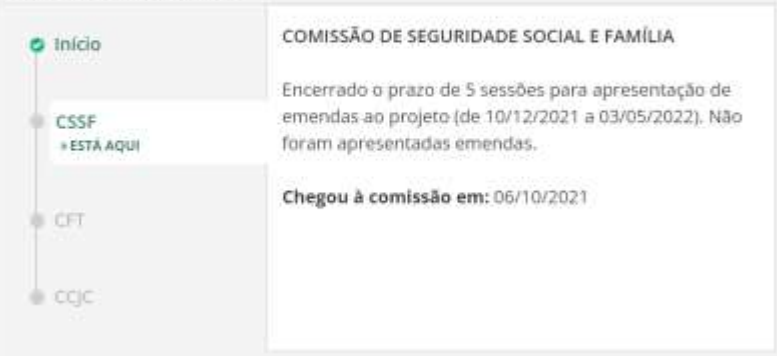 Início
CSSF
» ESTÁ AQUI
CFT
CCJC
COMISSÃO DE SEGURIDADE SOCIAL E FAMÍLIA
Encerrado o prazo de 5 sessões para apresentação de
emendas ao projeto (de 10/12/2021 a 03/05/2022). Não
foram apresentadas emendas.
Chegou à comissão em: 06/10/2021